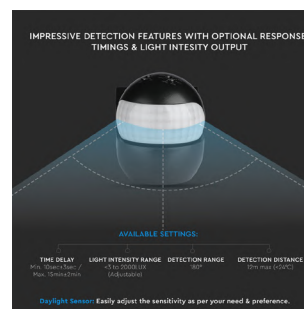 IMPRESSIVE DETECTION FEATURES WITH OPTIONAL RESPONSE
TIMINGS & LIGHT INTESITY OUTPUT
AVAILABLE SETTINGS:
TIME DELAY
Min. 10sec±3sec /
Max. 15min±2min
LIGHT INTENSITY RANGE
<3 to 2000LUX
(Adjustable)
DETECTION RANGE
180°
DETECTION DISTANCE
12m max (<24°C)
Daylight Sensor: Easily adjust the sensitivity as per your need & preference.